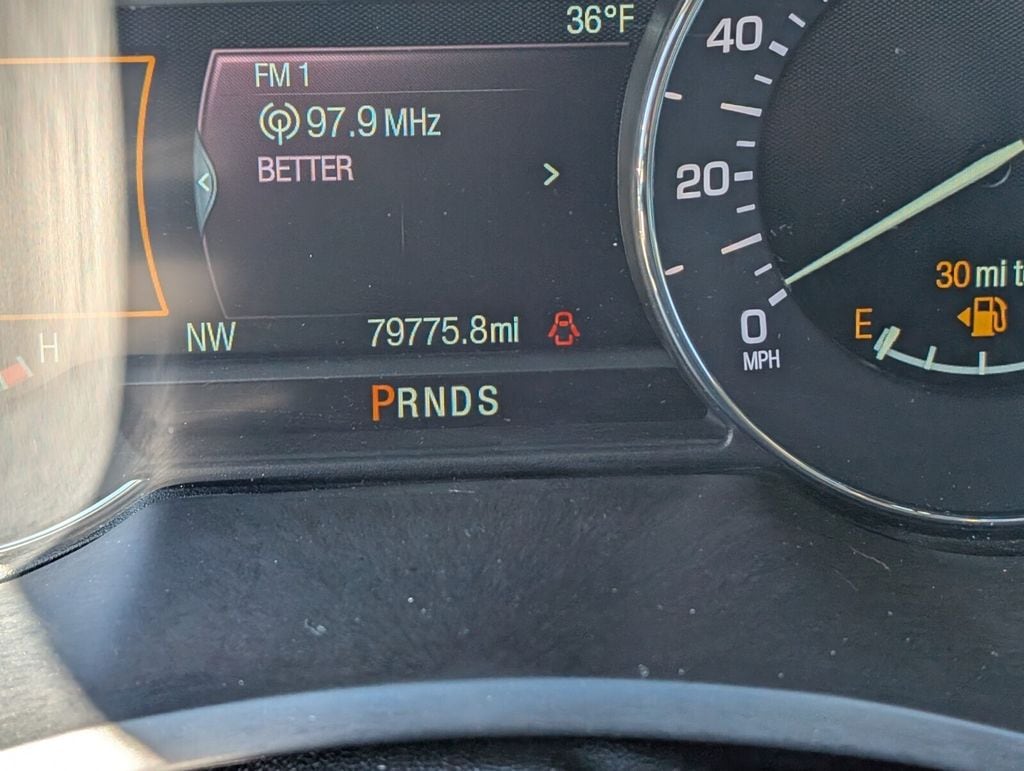 36°F
FM 1
97.9 MHz
BETTER
40
20
0
MPH
30 mi t
E
H
NW
79775.8mi
PRNDS